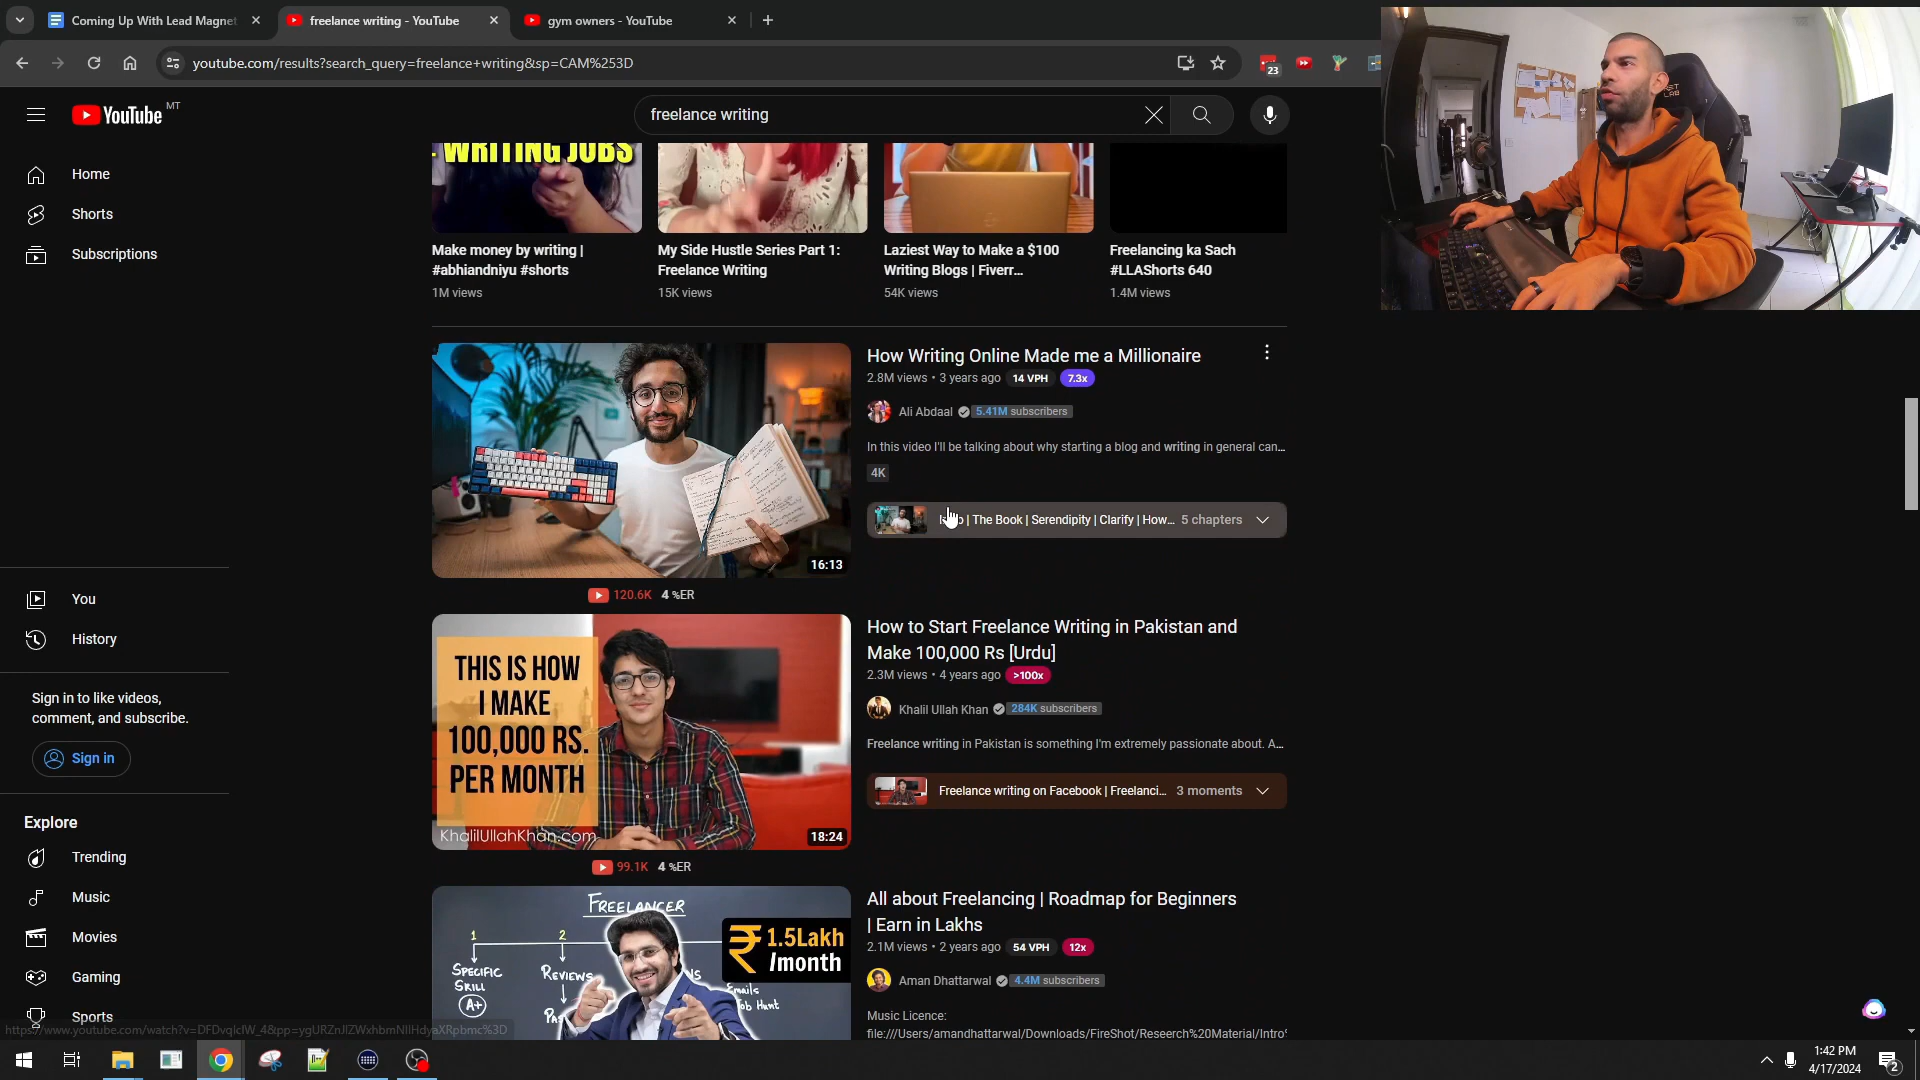 Coming Up With Lead Magnet
freelance writing - YouTube
gym owners - YouTube
youtube.com/results?search_query=freelance+writing&sp=CAM%253D
23
YouTube MT
freelance writing
Home
Shorts
Subscriptions
You
History
Sign in to like videos,
comment, and subscribe.
Sign in
Explore
Trending
Music
Movies
Gaming
Sports
WRITING JOBS
Make money by writing |
#abhiandniyu #shorts
1M views
My Side Hustle Series Part 1:
Freelance Writing
15K views
Laziest Way to Make a $100
Writing Blogs | Fiverr...
54K views
Freelancing ka Sach
#LLAShorts 640
1.4M views
16:13
How Writing Online Made me a Millionaire
2.8M views • 3 years ago 14 VPH 7.3x
Ali Abdaal 5.41M subscribers
In this video I'll be talking about why starting a blog and writing in general can...
4K
| The Book | Serendipity | Clarify | How... 5 chapters
120.6K 4 %ER
THIS IS HOW
I MAKE
100,000 RS.
PER MONTH
KhalilUllahKhan.com
18:24
How to Start Freelance Writing in Pakistan and
Make 100,000 Rs [Urdu]
2.3M views • 4 years ago >100x
Khalil Ullah Khan 284K subscribers
Freelance writing in Pakistan is something I'm extremely passionate about. A...
Freelance writing on Facebook | Freelanci... 3 moments
99.1K 4 %ER
FREELANCER
1 2
SPECIFIC
SKILL
(A+)
REVIEWS
₹ 1.5Lakh
/month
Emails
Job Hunt
All about Freelancing | Roadmap for Beginners
| Earn in Lakhs
2.1M views • 2 years ago 54 VPH 12x
Aman Dhattarwal 4.4M subscribers
Music Licence:
file:///Users/amandhattarwal/Downloads/FireShot/Reseerch%20Material/Intro
1:42 PM
4/17/2024
2